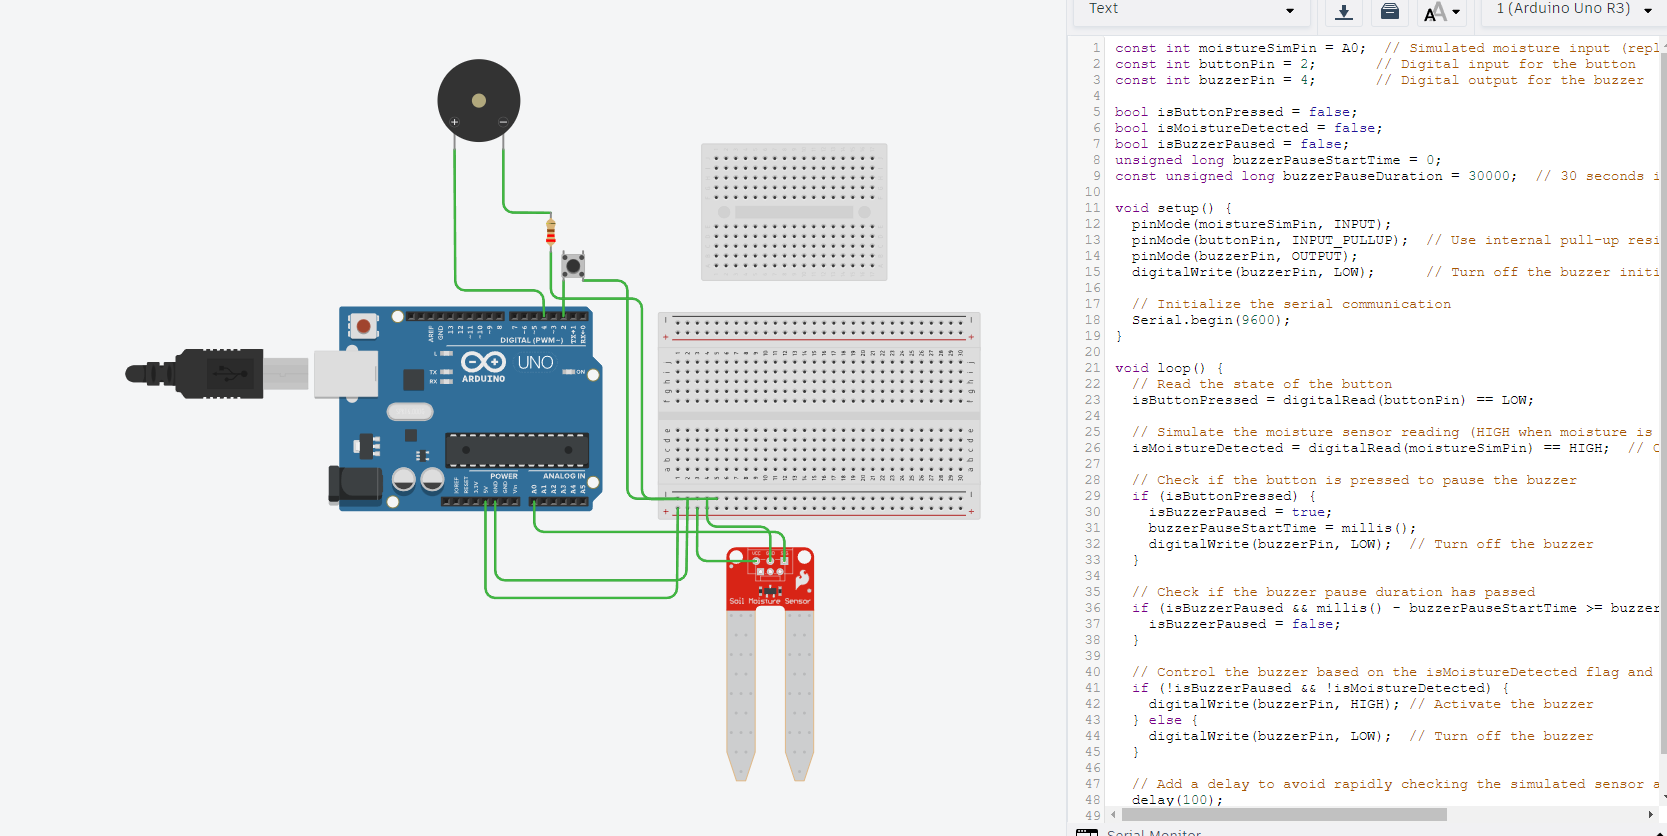 Text
1 (Arduino Uno R3)
1 const int moistureSimPin = A0;  // Simulated moisture input (repl
2 const int buttonPin = 2;       // Digital input for the button
3 const int buzzerPin = 4;       // Digital output for the buzzer
4
5 bool isButtonPressed = false;
6 bool isMoistureDetected = false;
7 bool isBuzzerPaused = false;
8 unsigned long buzzerPauseStartTime = 0;
9 const unsigned long buzzerPauseDuration = 30000;  // 30 seconds i
10
11 void setup() {
12   pinMode(moistureSimPin, INPUT);
13   pinMode(buttonPin, INPUT_PULLUP);  // Use internal pull-up resi
14   pinMode(buzzerPin, OUTPUT);
15   digitalWrite(buzzerPin, LOW);      // Turn off the buzzer initi
16
17   // Initialize the serial communication
18   Serial.begin(9600);
19 }
20
21 void loop() {
22   // Read the state of the button
23   isButtonPressed = digitalRead(buttonPin) == LOW;
24
25   // Simulate the moisture sensor reading (HIGH when moisture is
26   isMoistureDetected = digitalRead(moistureSimPin) == HIGH;  // C
27
28   // Check if the button is pressed to pause the buzzer
29   if (isButtonPressed) {
30     isBuzzerPaused = true;
31     buzzerPauseStartTime = millis();
32     digitalWrite(buzzerPin, LOW);  // Turn off the buzzer
33   }
34
35   // Check if the buzzer pause duration has passed
36   if (isBuzzerPaused && millis() - buzzerPauseStartTime >= buzzer
37     isBuzzerPaused = false;
38   }
39
40   // Control the buzzer based on the isMoistureDetected flag and
41   if (!isBuzzerPaused && !isMoistureDetected) {
42     digitalWrite(buzzerPin, HIGH); // Activate the buzzer
43   } else {
44     digitalWrite(buzzerPin, LOW);  // Turn off the buzzer
45   }
46
47   // Add a delay to avoid rapidly checking the simulated sensor a
48   delay(100);
49
Serial Monitor
AREF
GND
13
12
~11
~10
~9
8
7
~6
~5
4
~3
2
TX→1
RX←0
DIGITAL (PWM~)
L
TX
RX
ARDUINO
UNO
ON
POWER
ANALOG IN
IOREF
RESET
3.3V
5V
GND
GND
Vin
A0
A1
A2
A3
A4
A5
VCC
GND
SIG
Soil Moisture Sensor